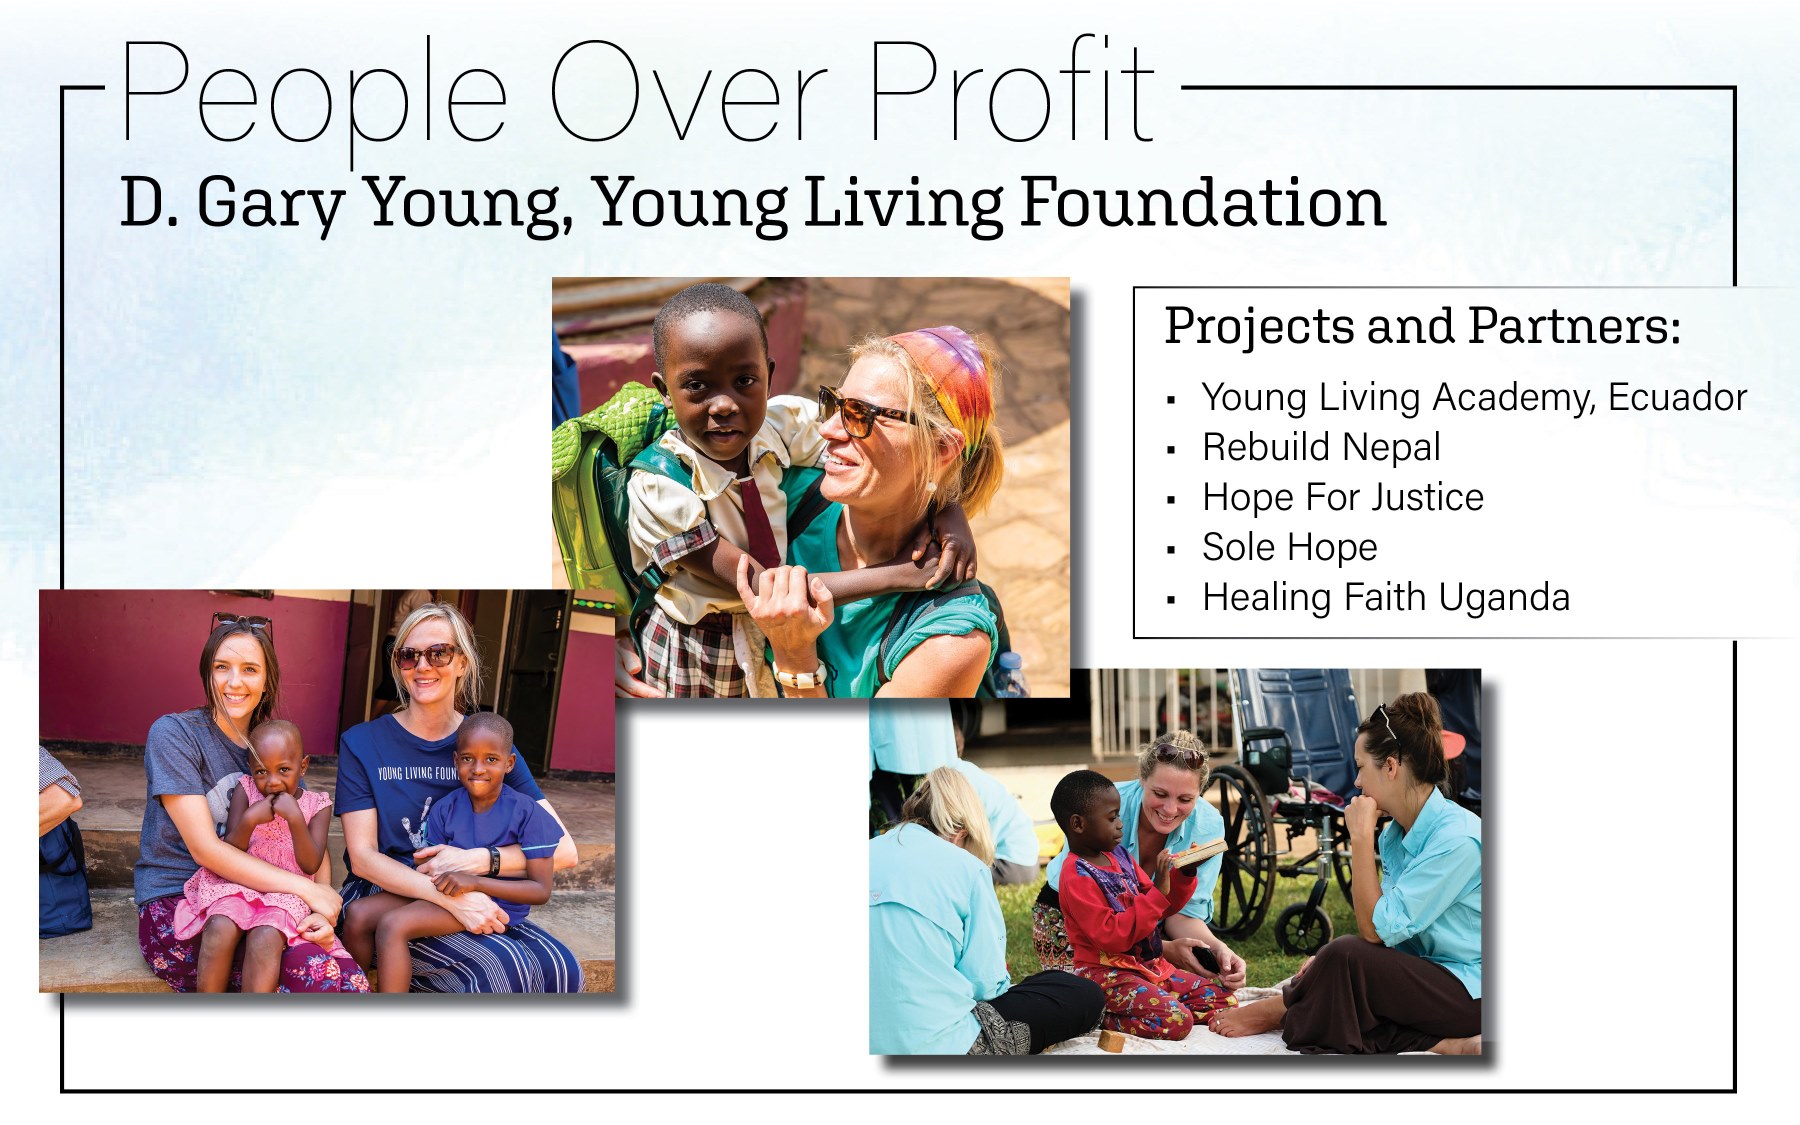 People Over Profit
D. Gary Young, Young Living Foundation
Projects and Partners:
▪ Young Living Academy, Ecuador
▪ Rebuild Nepal
▪ Hope For Justice
▪ Sole Hope
▪ Healing Faith Uganda
YOUNG LIVING FOUN